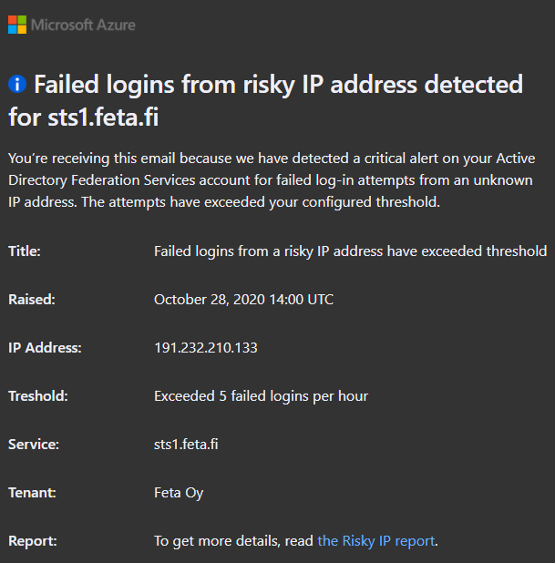 Microsoft Azure
Failed logins from risky IP address detected
for sts1.feta.fi
You're receiving this email because we have detected a critical alert on your Active
Directory Federation Services account for failed log-in attempts from an unknown
IP address. The attempts have exceeded your configured threshold.
Title: Failed logins from a risky IP address have exceeded threshold
Raised: October 28, 2020 14:00 UTC
IP Address: 191.232.210.133
Treshold: Exceeded 5 failed logins per hour
Service: sts1.feta.fi
Tenant: Feta Oy
Report: To get more details, read the Risky IP report.